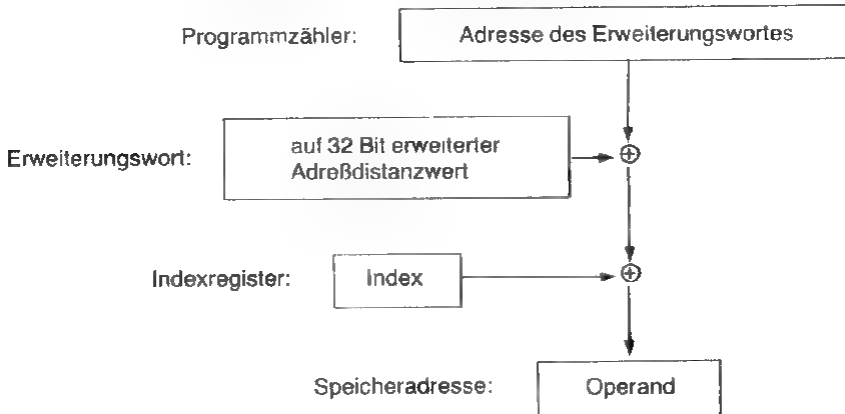 Programmzähler: Adresse des Erweiterungswortes
Erweiterungswort: auf 32 Bit erweiterter
Adreßdistanzwert
Indexregister: Index
Speicheradresse: Operand